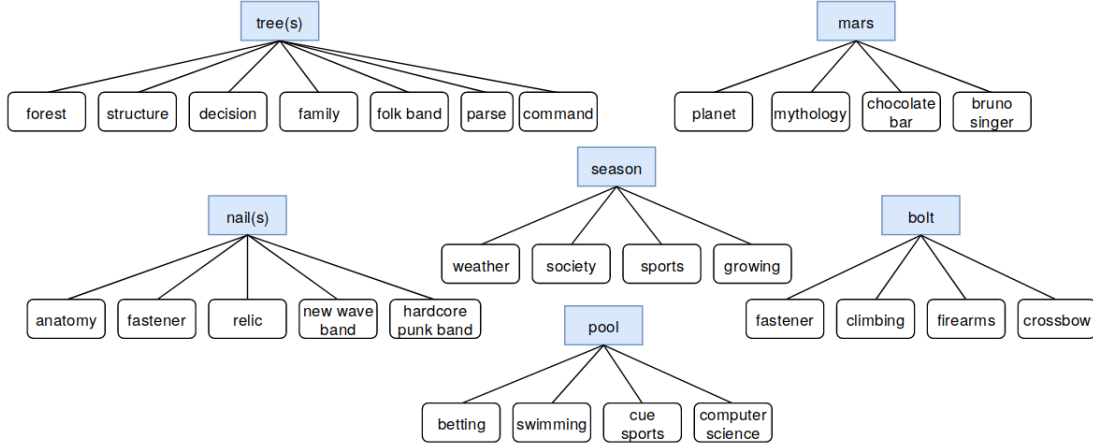 tree(s)
mars
forest
structure
decision
family
folk band
parse
command
planet
mythology
chocolate
bar
bruno
singer
season
nail(s)
bolt
weather
society
sports
growing
anatomy
fastener
relic
new wave
band
hardcore
punk band
fastener
climbing
firearms
crossbow
pool
betting
swimming
cue
sports
computer
science